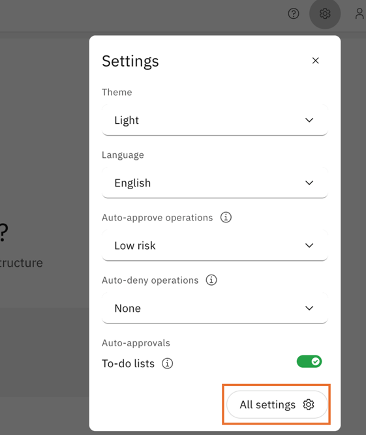 Settings
Theme
Light
Language
English
?
Auto-approve operations
tructure
Low risk
Auto-deny operations
None
Auto-approvals
To-do lists
All settings